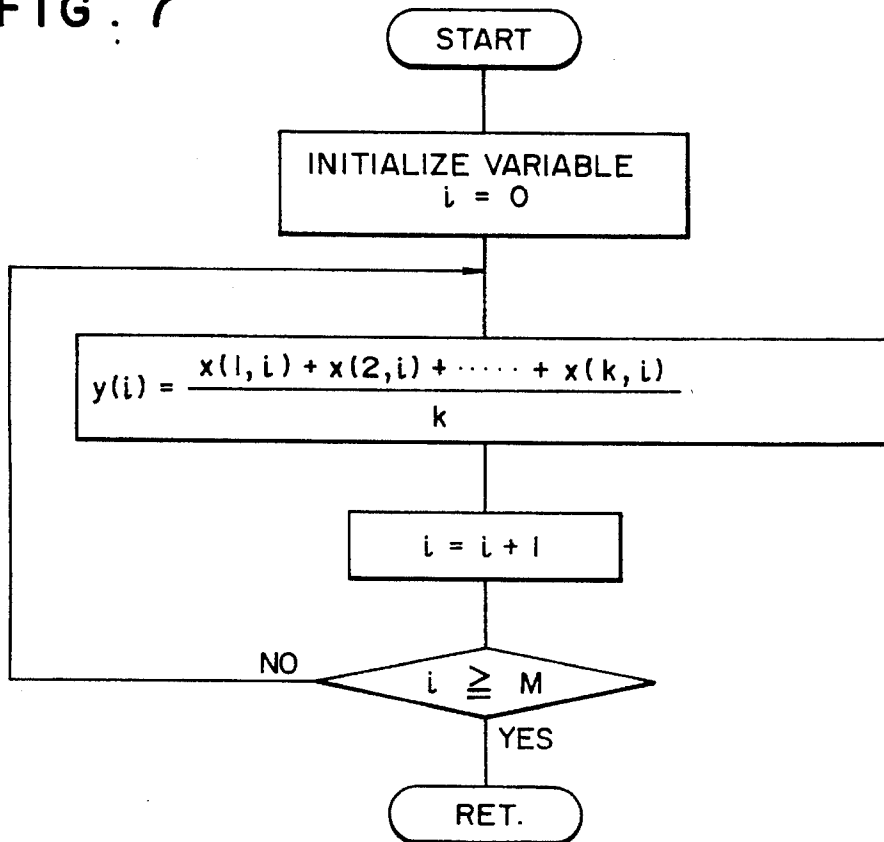 FIG. 7
START
INITIALIZE VARIABLE
i = 0
y(i) = x(1,i) + x(2,i) + ····· + x(k,i)
k
i = i + 1
NO
i ≧ M
YES
RET.